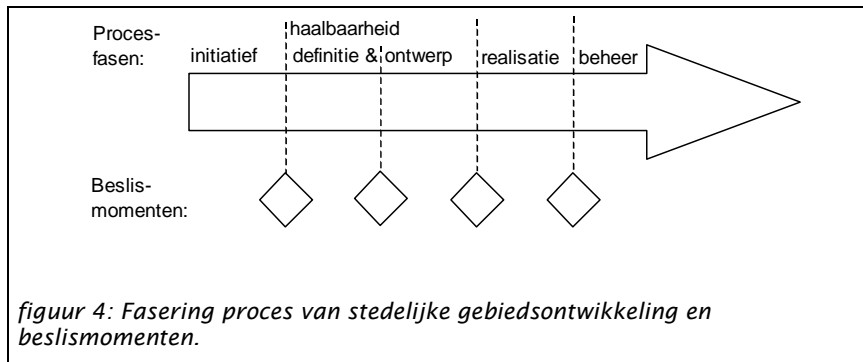 Proces-
fasen:
haalbaarheid
initiatief definitie & ontwerp realisatie beheer
Beslis-
momenten:
figuur 4: Fasering proces van stedelijke gebiedsontwikkeling en
beslismomenten.